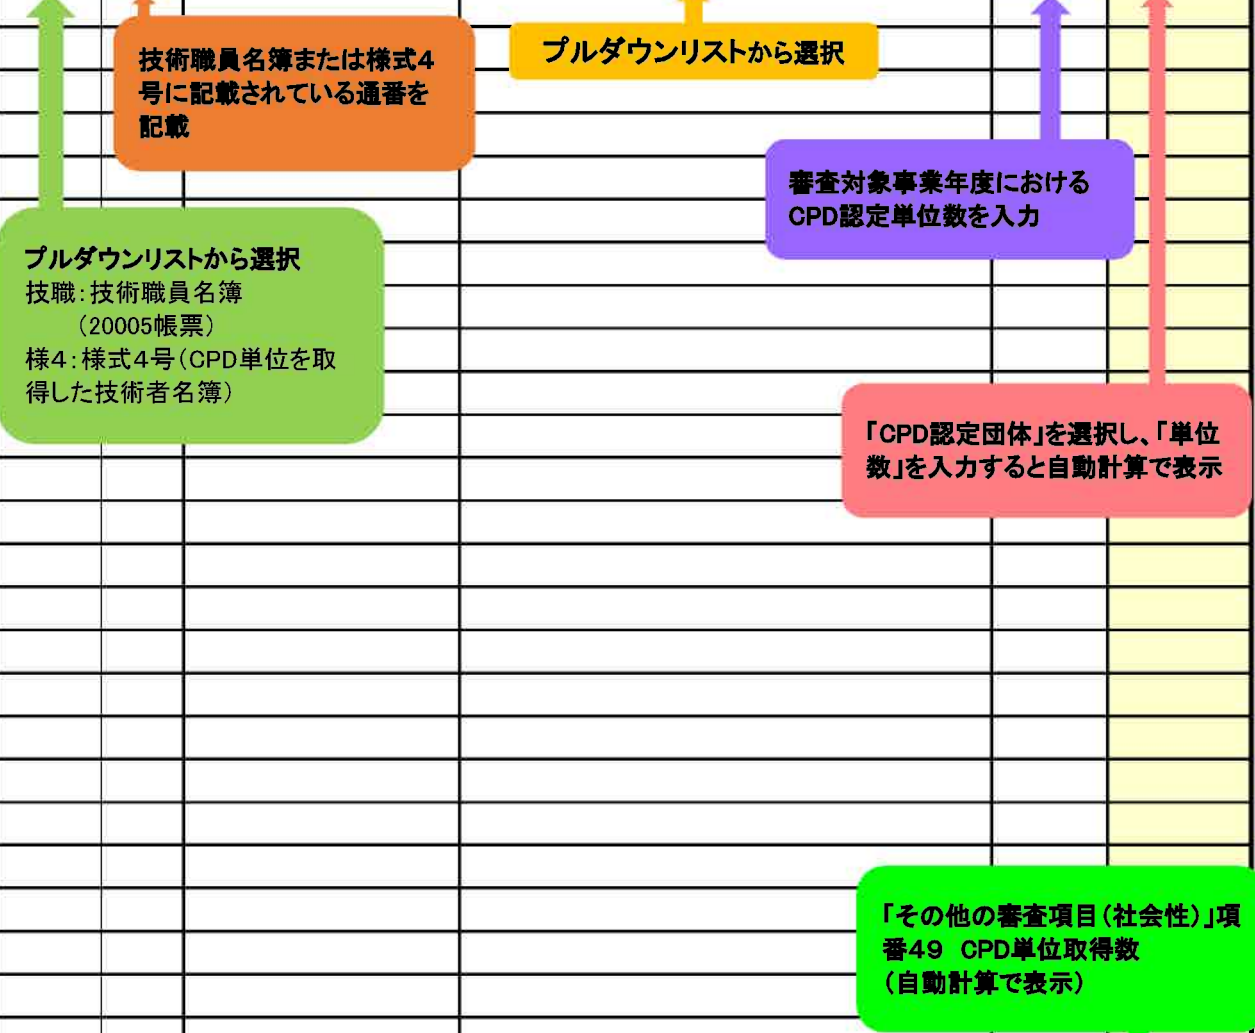 技術職員名簿または様式4
号に記載されている通番を
記載
プルダウンリストから選択
審査対象事業年度における
CPD認定単位数を入力
プルダウンリストから選択
技職:技術職員名簿
(20005帳票)
様4:様式4号(CPD単位を取
得した技術者名簿)
「CPD認定団体」を選択し、「単位
数」を入力すると自動計算で表示
「その他の審査項目(社会性)」項
番49 CPD単位取得数
(自動計算で表示)